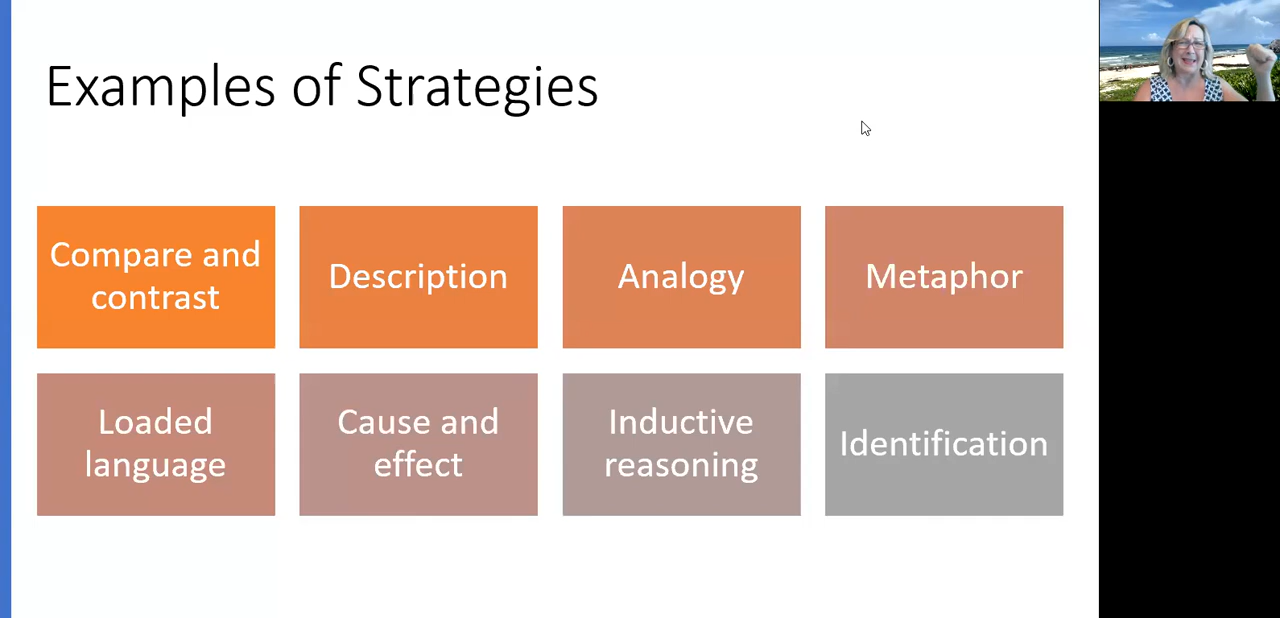 Examples of Strategies
Compare and
contrast
Description
Analogy
Metaphor
Loaded
language
Cause and
effect
Inductive
reasoning
Identification